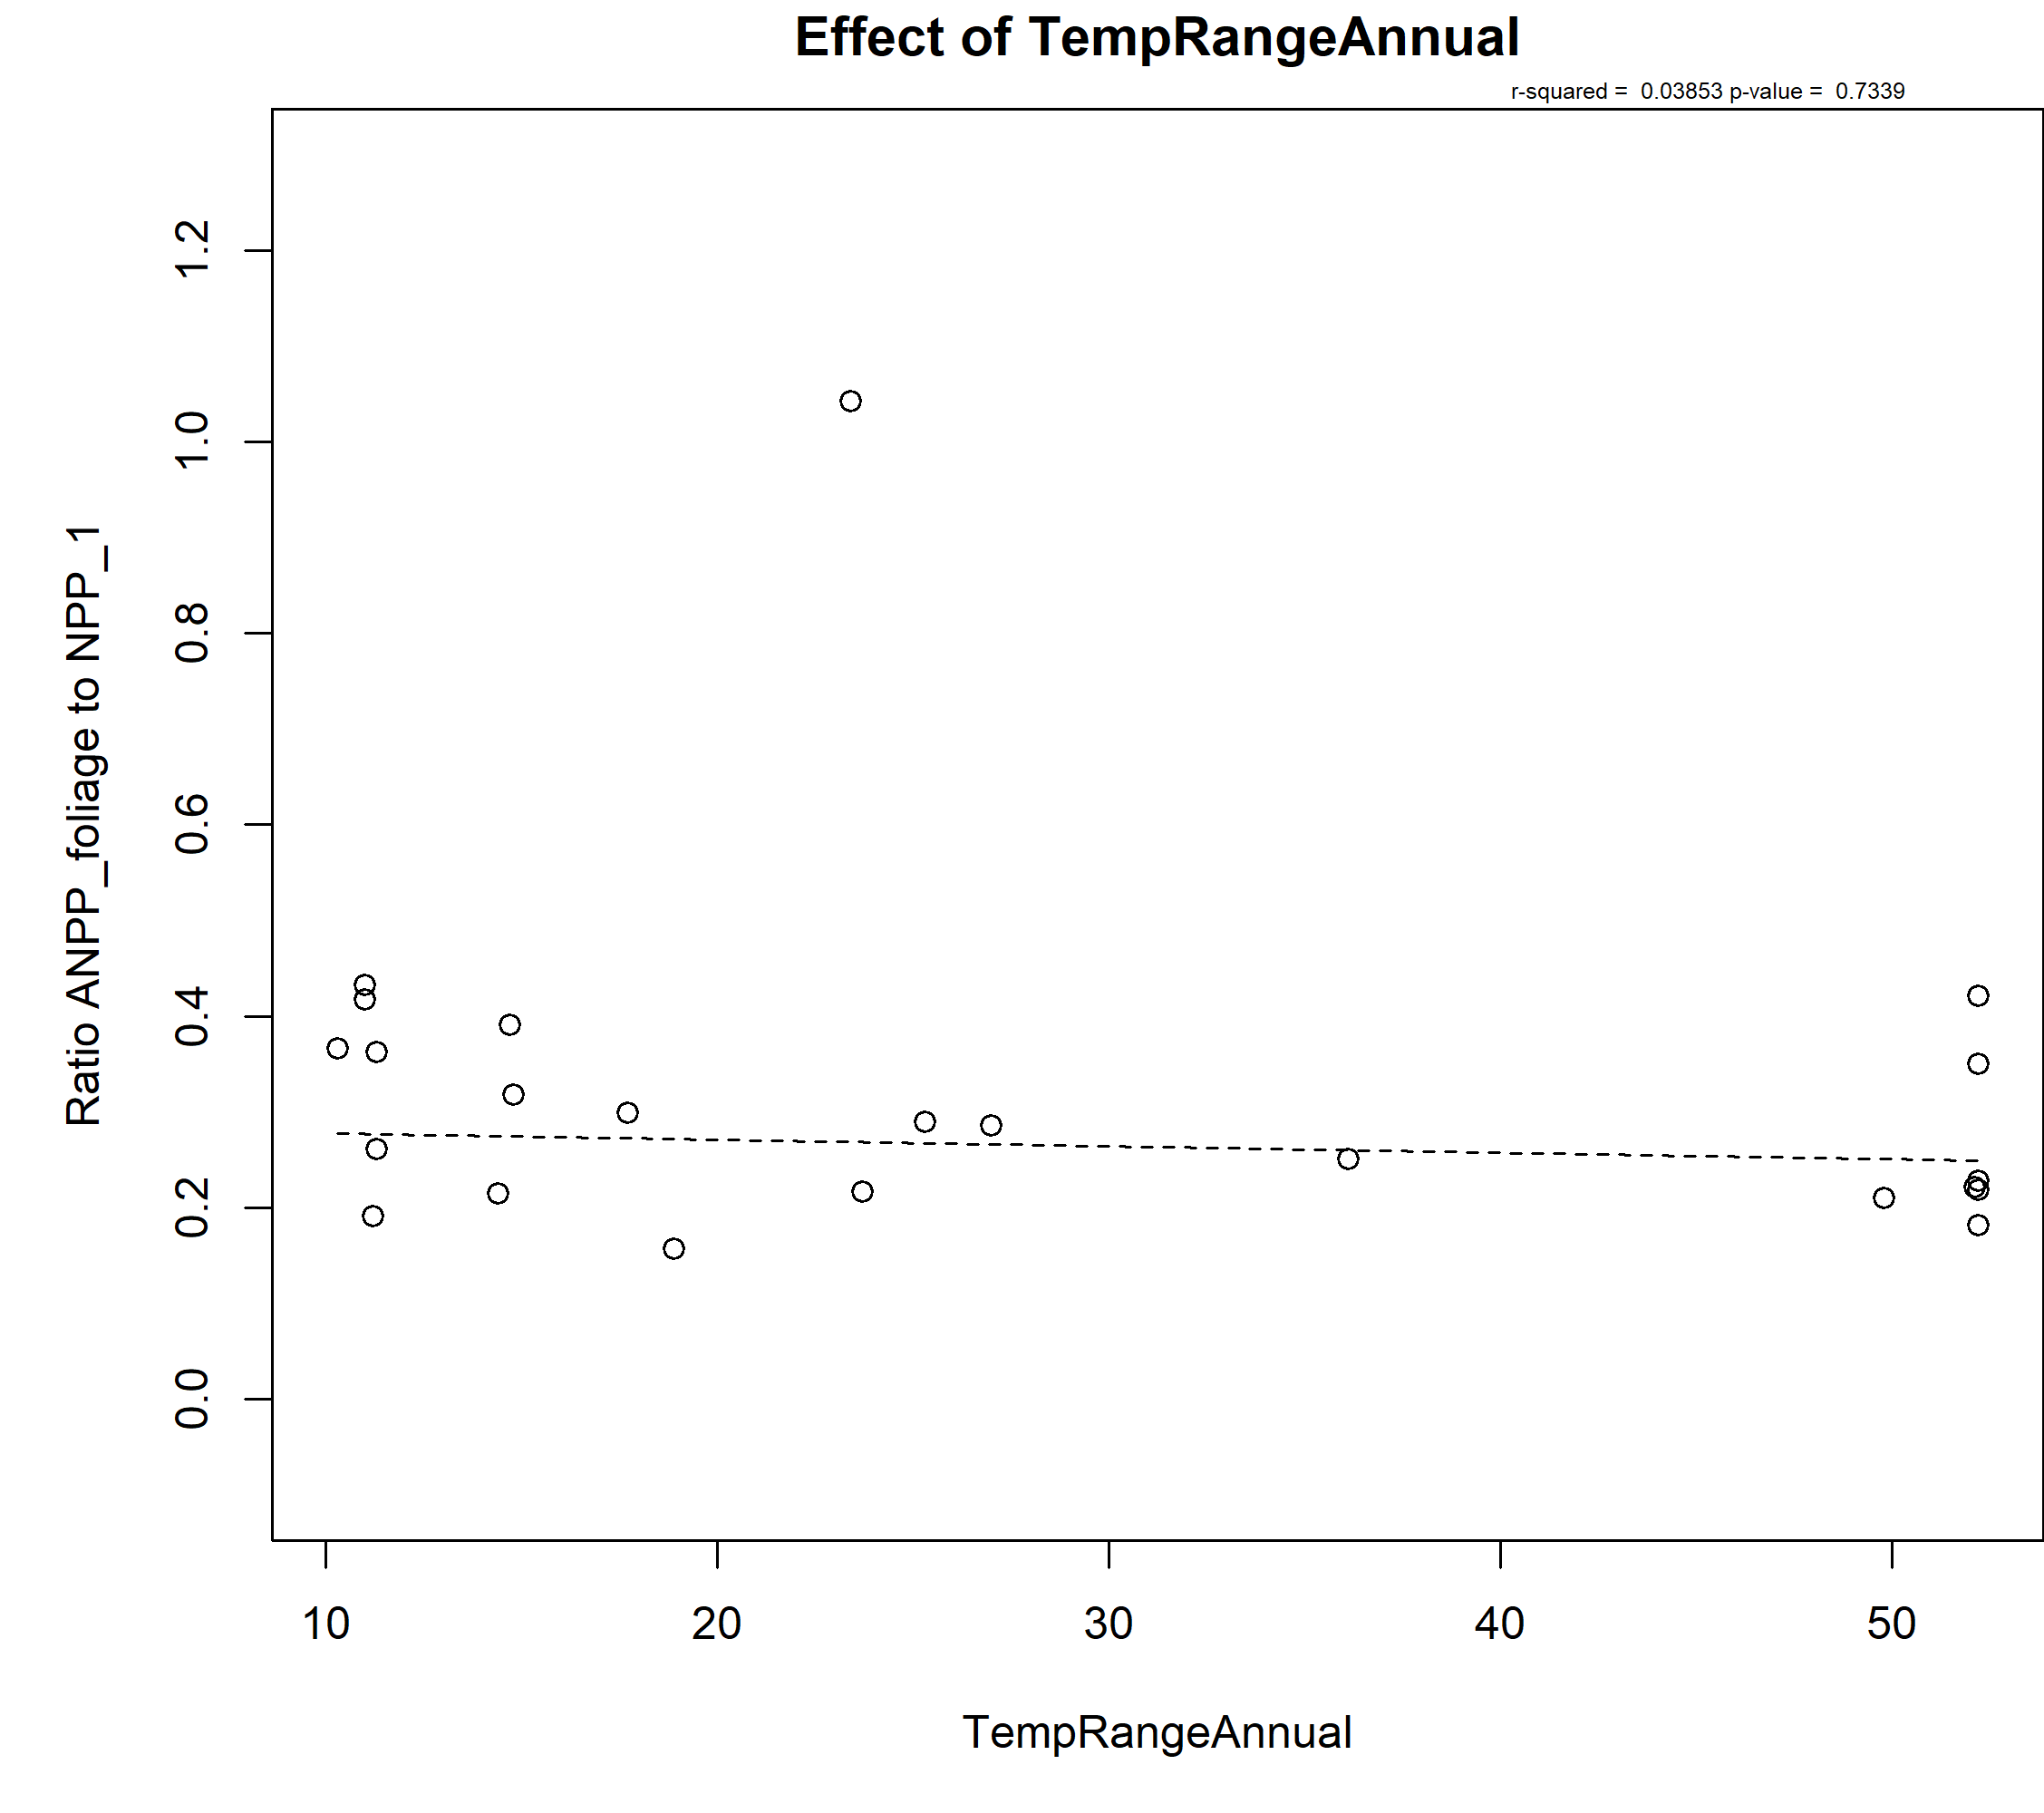 Effect of TempRangeAnnual
r-squared = 0.03853 p-value = 0.7339
Ratio ANPP_foliage to NPP_1
1.2
1.0
0.8
0.6
0.4
0.2
0.0
10 20 30 40 50
TempRangeAnnual